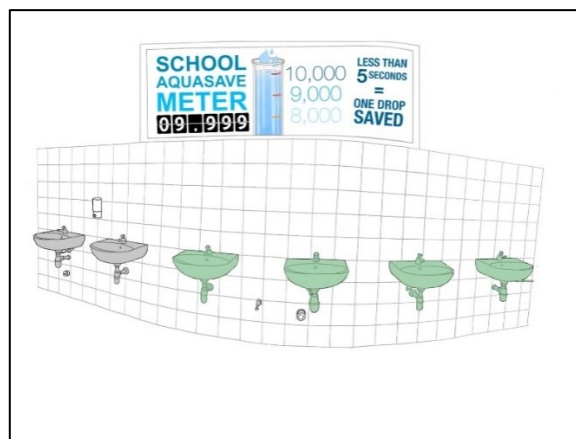 SCHOOL
AQUASAVE
METER
09.999
10,000
9,000
8,000
LESS THAN
5 SECONDS
=
ONE DROP
SAVED